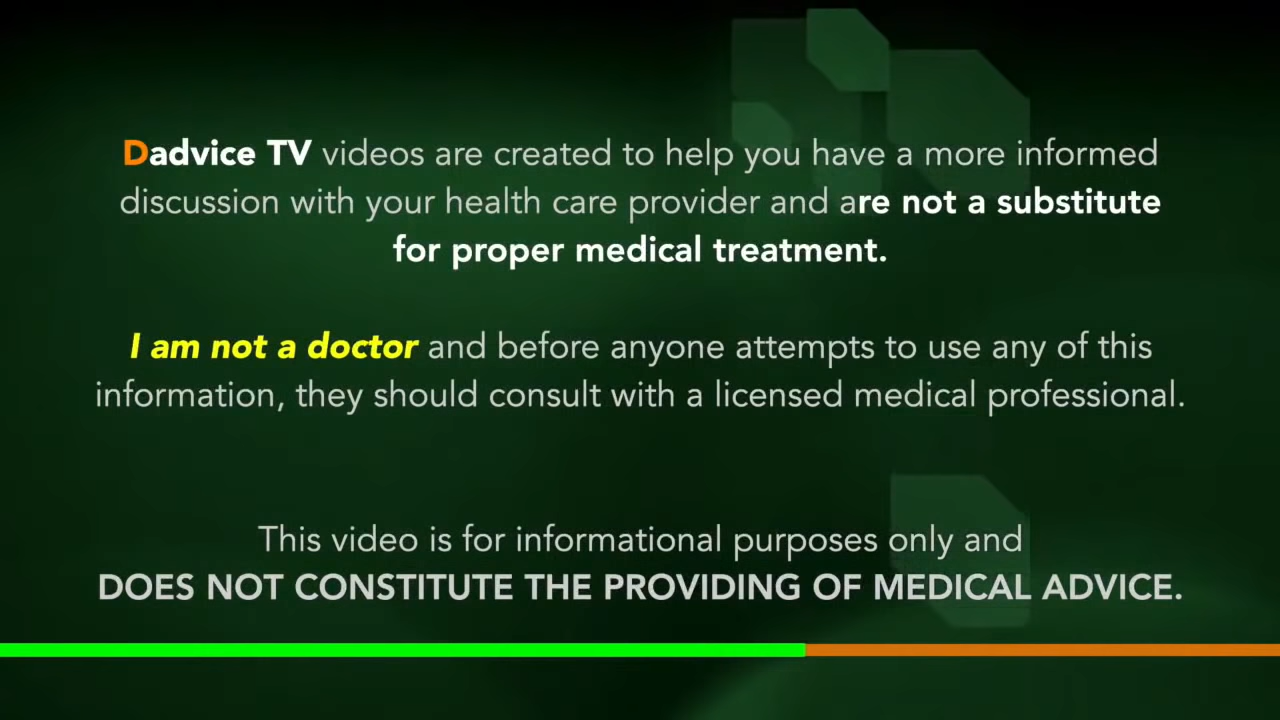 Dadvice TV videos are created to help you have a more informed
discussion with your health care provider and are not a substitute
for proper medical treatment.
I am not a doctor and before anyone attempts to use any of this
information, they should consult with a licensed medical professional.
This video is for informational purposes only and
DOES NOT CONSTITUTE THE PROVIDING OF MEDICAL ADVICE.